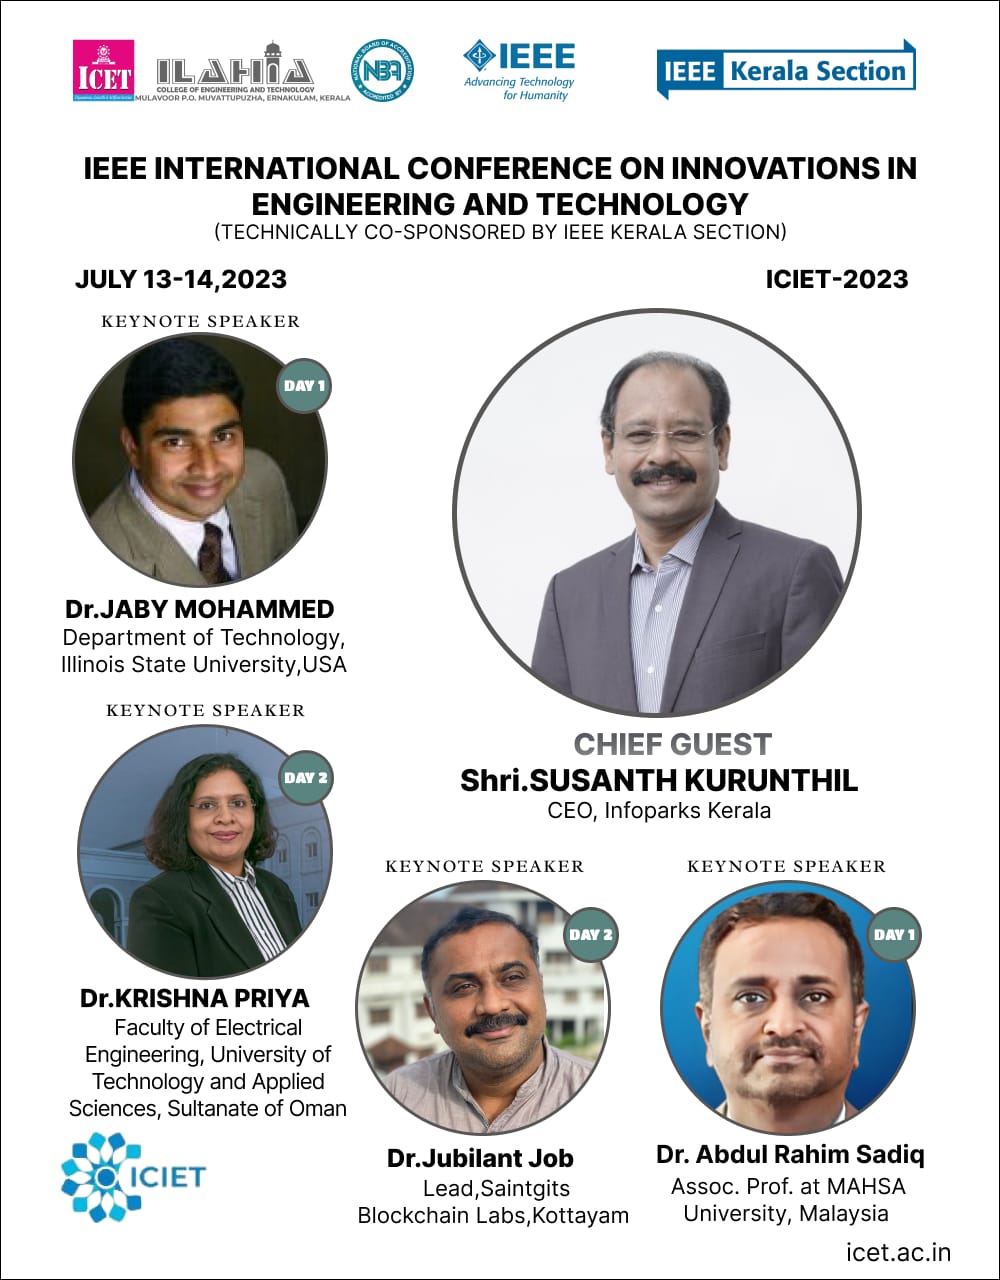 ICET
ILAHIA
COLLEGE OF ENGINEERING AND TECHNOLOGY
MULAVOOR P.O. MUVATTUPUZHA, ERNAKULAM, KERALA
NATIONAL BOARD OF ACCREDITATION
NBA
ACCREDITED BY
IEEE
Advancing Technology
for Humanity
IEEE Kerala Section
IEEE INTERNATIONAL CONFERENCE ON INNOVATIONS IN
ENGINEERING AND TECHNOLOGY
(TECHNICALLY CO-SPONSORED BY IEEE KERALA SECTION)
JULY 13-14,2023
ICIET-2023
KEYNOTE SPEAKER
DAY 1
Dr.JABY MOHAMMED
Department of Technology,
Illinois State University,USA
CHIEF GUEST
Shri.SUSANTH KURUNTHIL
CEO, Infoparks Kerala
KEYNOTE SPEAKER
DAY 2
Dr.KRISHNA PRIYA
Faculty of Electrical
Engineering, University of
Technology and Applied
Sciences, Sultanate of Oman
KEYNOTE SPEAKER
DAY 2
Dr.Jubilant Job
Lead,Saintgits
Blockchain Labs,Kottayam
KEYNOTE SPEAKER
DAY 1
Dr. Abdul Rahim Sadiq
Assoc. Prof. at MAHSA
University, Malaysia
ICIET
icet.ac.in